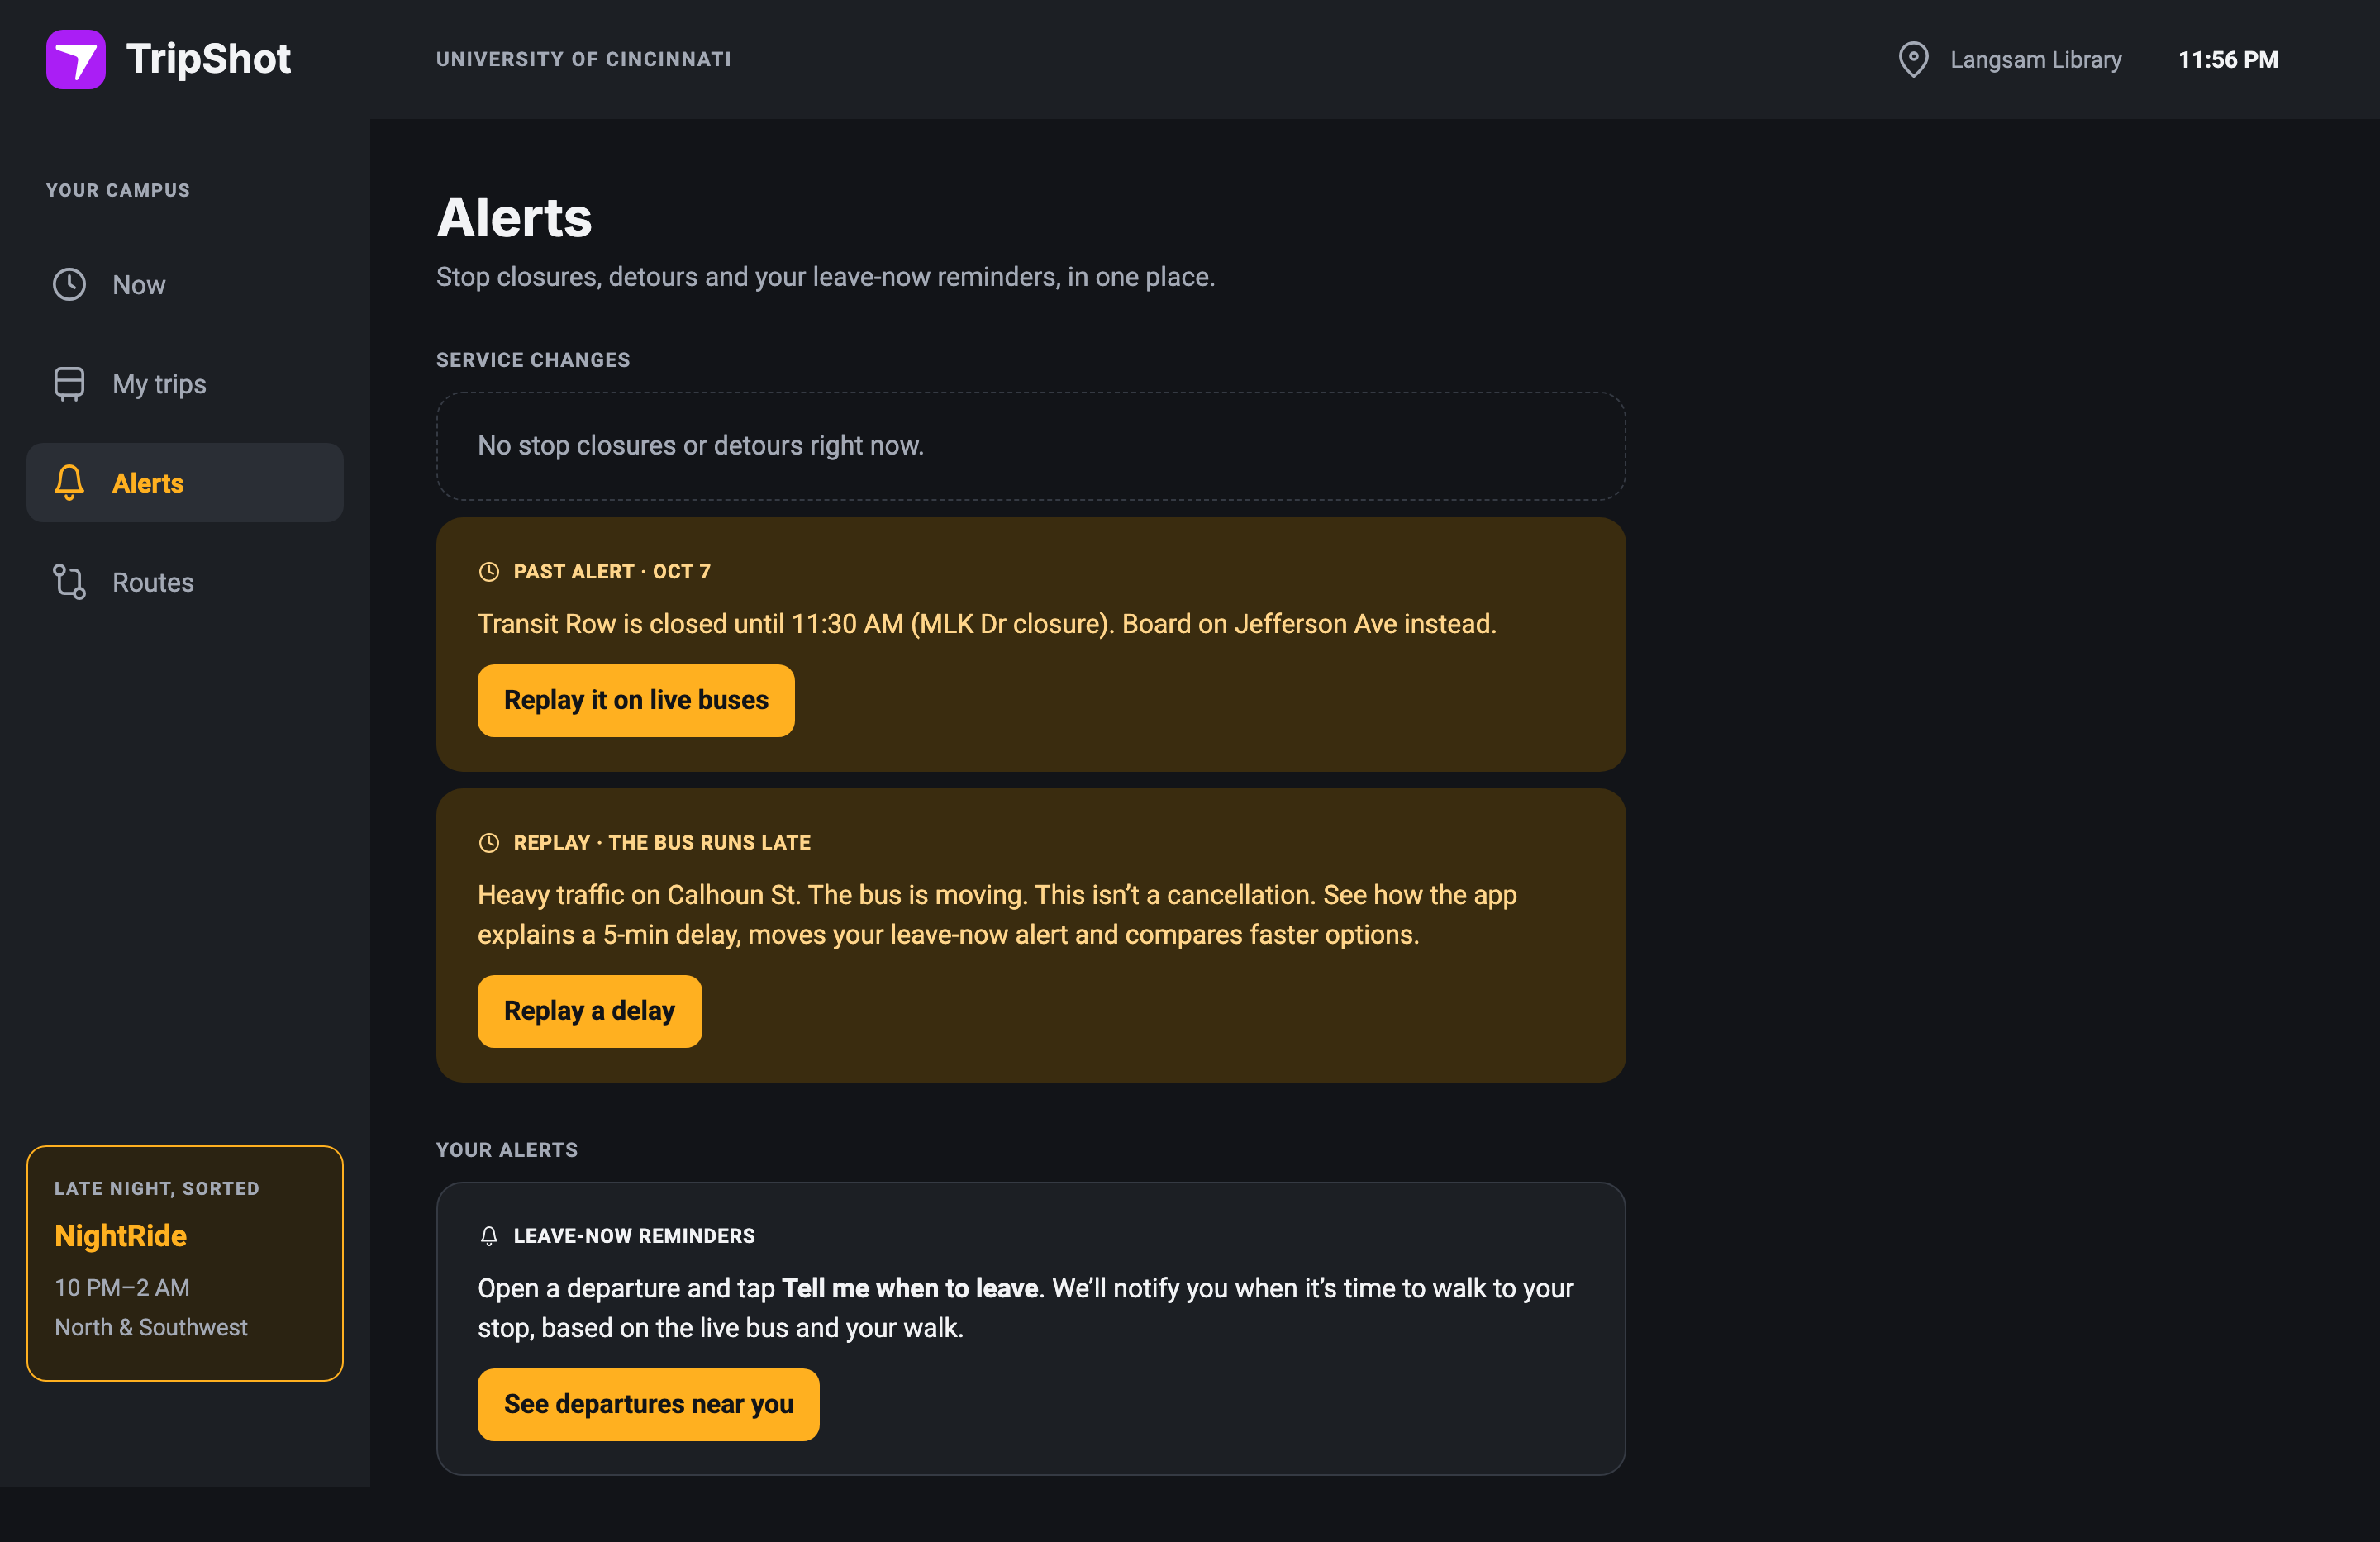 TripShot
UNIVERSITY OF CINCINNATI
Langsam Library
11:56 PM
YOUR CAMPUS
Now
My trips
Alerts
Routes
LATE NIGHT, SORTED
NightRide
10 PM–2 AM
North & Southwest
Alerts
Stop closures, detours and your leave-now reminders, in one place.
SERVICE CHANGES
No stop closures or detours right now.
PAST ALERT · OCT 7
Transit Row is closed until 11:30 AM (MLK Dr closure). Board on Jefferson Ave instead.
Replay it on live buses
REPLAY · THE BUS RUNS LATE
Heavy traffic on Calhoun St. The bus is moving. This isn’t a cancellation. See how the app
explains a 5-min delay, moves your leave-now alert and compares faster options.
Replay a delay
YOUR ALERTS
LEAVE-NOW REMINDERS
Open a departure and tap Tell me when to leave. We’ll notify you when it’s time to walk to your
stop, based on the live bus and your walk.
See departures near you